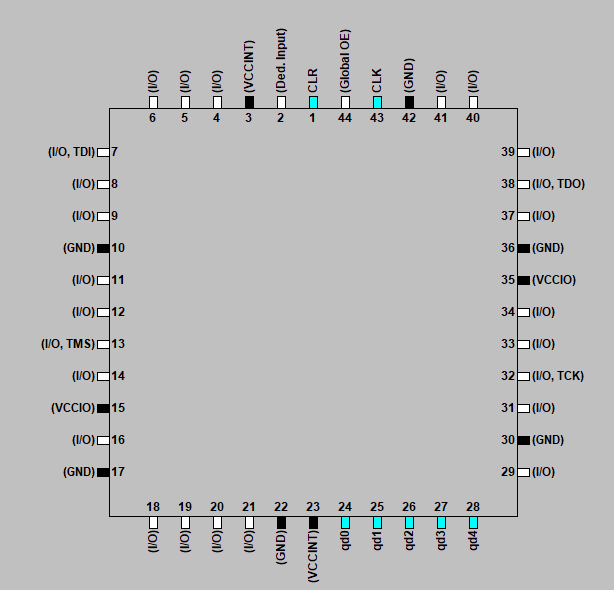 (I/O) (I/O) (I/O) (VCCINT) (Ded. Input) CLR (Global OE) CLK (GND) (I/O) (I/O)
6 5 4 3 2 1 44 43 42 41 40
(I/O, TDI) 7 39 (I/O)
(I/O) 8 38 (I/O, TDO)
(I/O) 9 37 (I/O)
(GND) 10 36 (GND)
(I/O) 11 35 (VCCIO)
(I/O) 12 34 (I/O)
(I/O, TMS) 13 33 (I/O)
(I/O) 14 32 (I/O, TCK)
(VCCIO) 15 31 (I/O)
(I/O) 16 30 (GND)
(GND) 17 29 (I/O)
18 19 20 21 22 23 24 25 26 27 28
(I/O) (I/O) (I/O) (I/O) (GND) (VCCINT) qd0 qd1 qd2 qd3 qd4